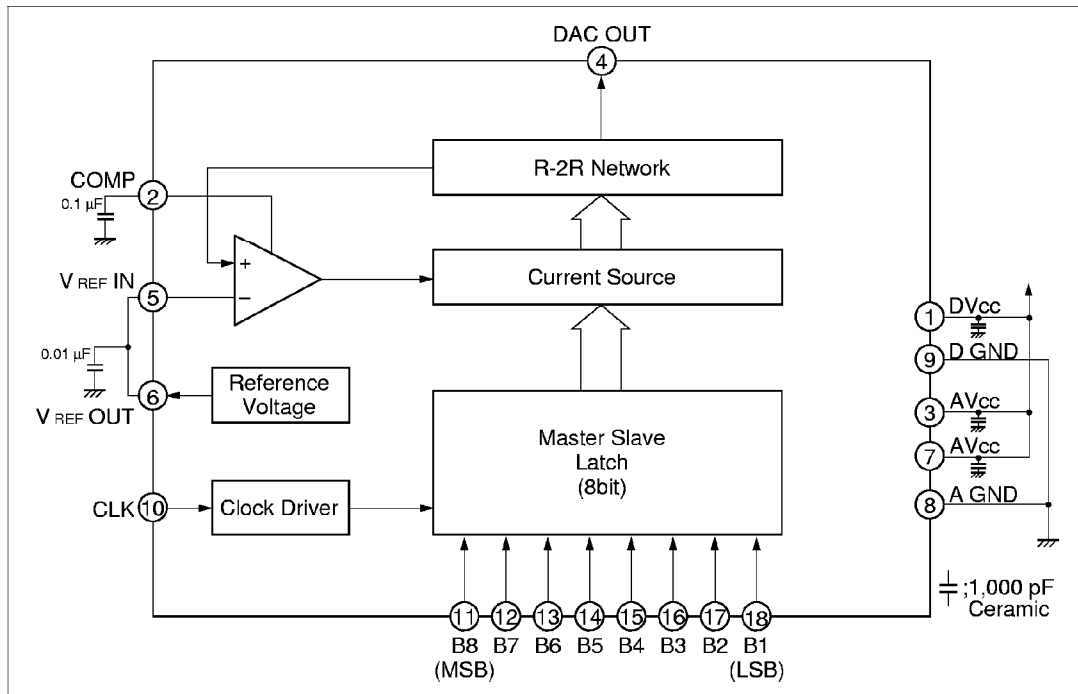 DAC OUT
4
R-2R Network
COMP
2
0.1 µF
+
−
Current Source
V REF IN
5
0.01 µF
6
V REF OUT
Reference
Voltage
1
DVcc
9
D GND
3
AVcc
7
AVcc
8
A GND
Master Slave
Latch
(8bit)
CLK
10
Clock Driver
;1,000 pF
Ceramic
11 12 13 14 15 16 17 18
B8 B7 B6 B5 B4 B3 B2 B1
(MSB) (LSB)